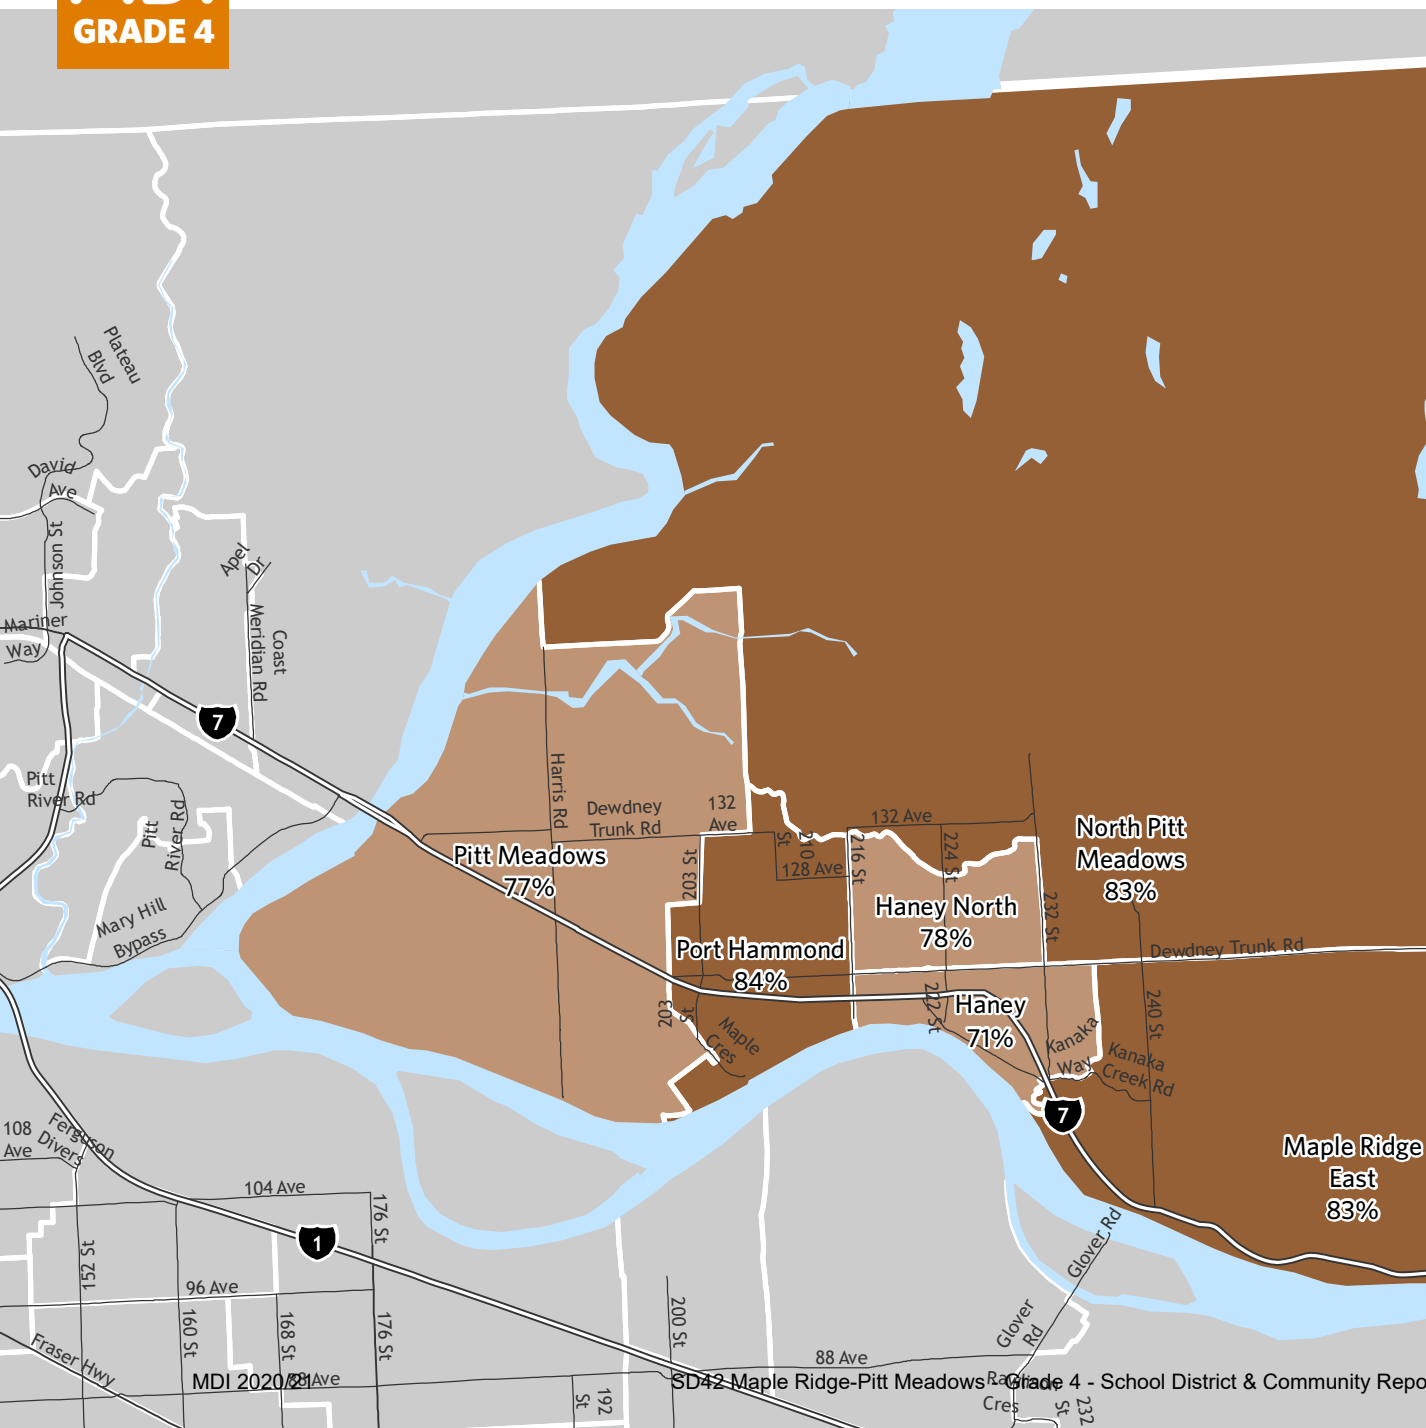 GRADE 4
Plateau
Blvd
David
Ave
Johnson St
Apel
Dr
Mariner
Way
Coast
Meridian Rd
7
Pitt
River Rd
Pitt
River Rd
Mary Hill
Bypass
Harris Rd
Dewdney
Trunk Rd
132
Ave
Pitt Meadows
77%
203 St
210
St
128 Ave
132 Ave
216 St
224 St
North Pitt
Meadows
83%
Haney North
78%
232 St
Dewdney Trunk Rd
Port Hammond
84%
203
St
Maple
Cres
222 St
Haney
71%
Kanaka
Way
Kanaka
Creek Rd
240 St
7
Maple Ridge
East
83%
108
Ave
Ferguson
Divers
104 Ave
176 St
1
152 St
96 Ave
160 St
168 St
176 St
Fraser Hwy
88 Ave
192
St
200 St
88 Ave
Glover Rd
Glover
Rd
Cres
232
St
MDI 2020/21
SD42 Maple Ridge-Pitt Meadows - Grade 4 - School District & Community Repo